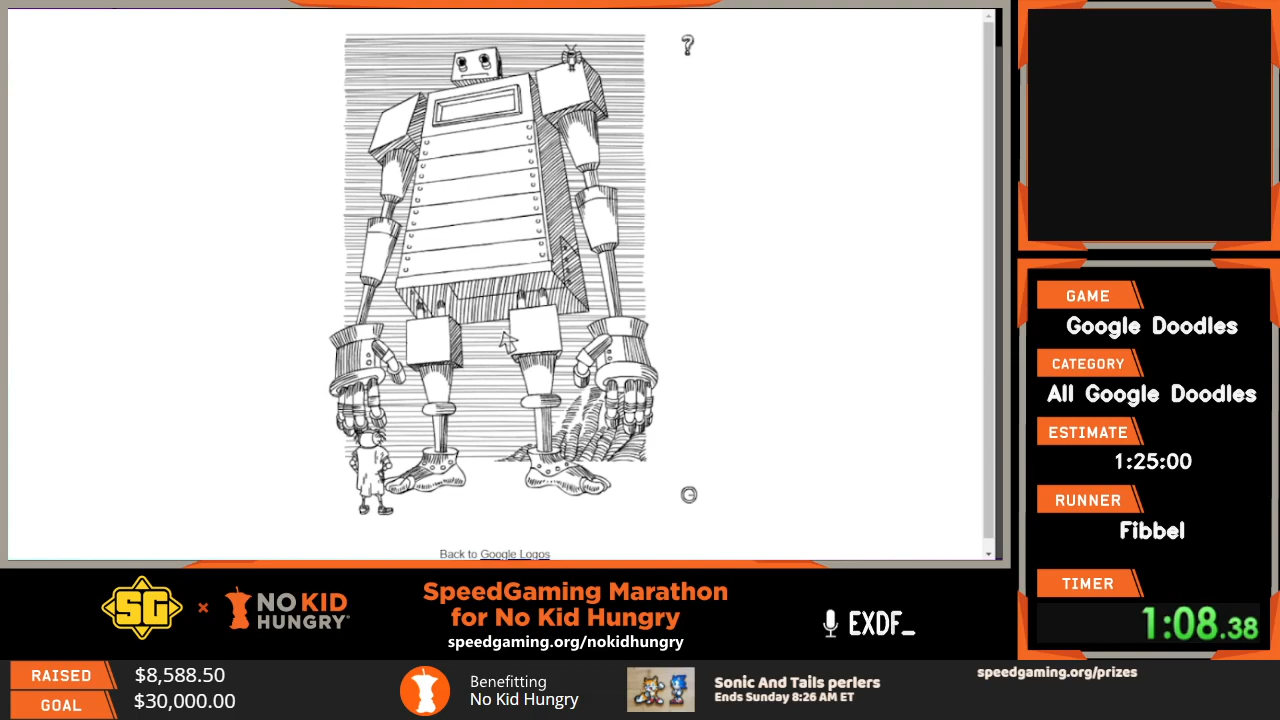 ?
Back to Google Logos
GAME
Google Doodles
CATEGORY
All Google Doodles
ESTIMATE
1:25:00
RUNNER
Fibbel
TIMER
1:08.38
SG × NO KID HUNGRY®
SpeedGaming Marathon
for No Kid Hungry
speedgaming.org/nokidhungry
EXDF_
RAISED $8,588.50
GOAL $30,000.00
Benefitting
No Kid Hungry
Sonic And Tails perlers
Ends Sunday 8:26 AM ET
speedgaming.org/prizes